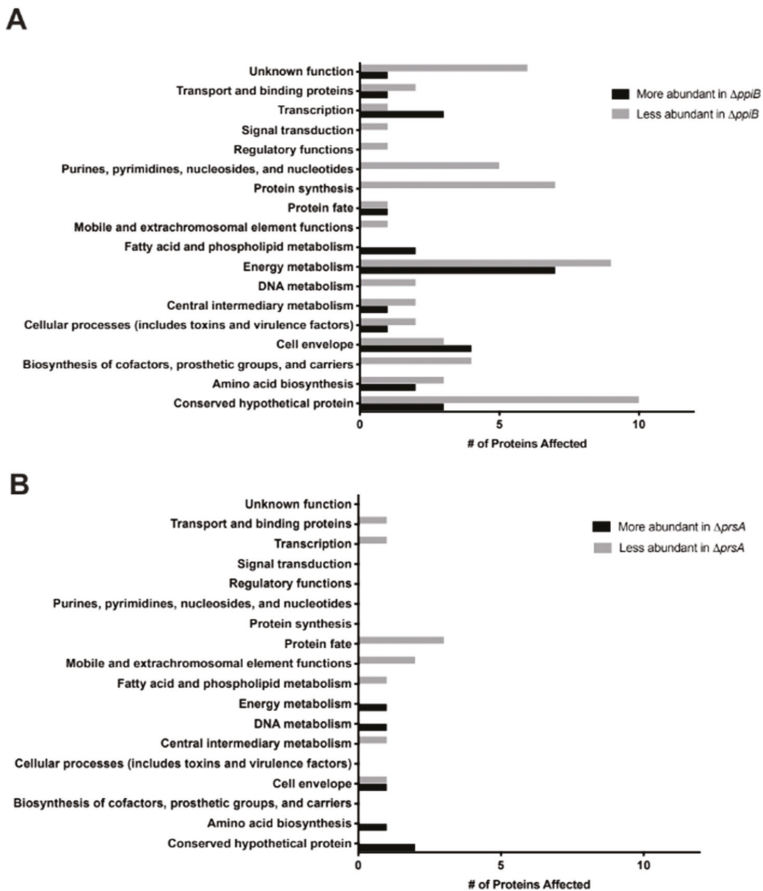 A
More abundant in ΔppiB
Less abundant in ΔppiB
Unknown function
Transport and binding proteins
Transcription
Signal transduction
Regulatory functions
Purines, pyrimidines, nucleosides, and nucleotides
Protein synthesis
Protein fate
Mobile and extrachromosomal element functions
Fatty acid and phospholipid metabolism
Energy metabolism
DNA metabolism
Central intermediary metabolism
Cellular processes (includes toxins and virulence factors)
Cell envelope
Biosynthesis of cofactors, prosthetic groups, and carriers
Amino acid biosynthesis
Conserved hypothetical protein
0 5 10
# of Proteins Affected
B
More abundant in ΔprsA
Less abundant in ΔprsA
Unknown function
Transport and binding proteins
Transcription
Signal transduction
Regulatory functions
Purines, pyrimidines, nucleosides, and nucleotides
Protein synthesis
Protein fate
Mobile and extrachromosomal element functions
Fatty acid and phospholipid metabolism
Energy metabolism
DNA metabolism
Central intermediary metabolism
Cellular processes (includes toxins and virulence factors)
Cell envelope
Biosynthesis of cofactors, prosthetic groups, and carriers
Amino acid biosynthesis
Conserved hypothetical protein
0 5 10
# of Proteins Affected